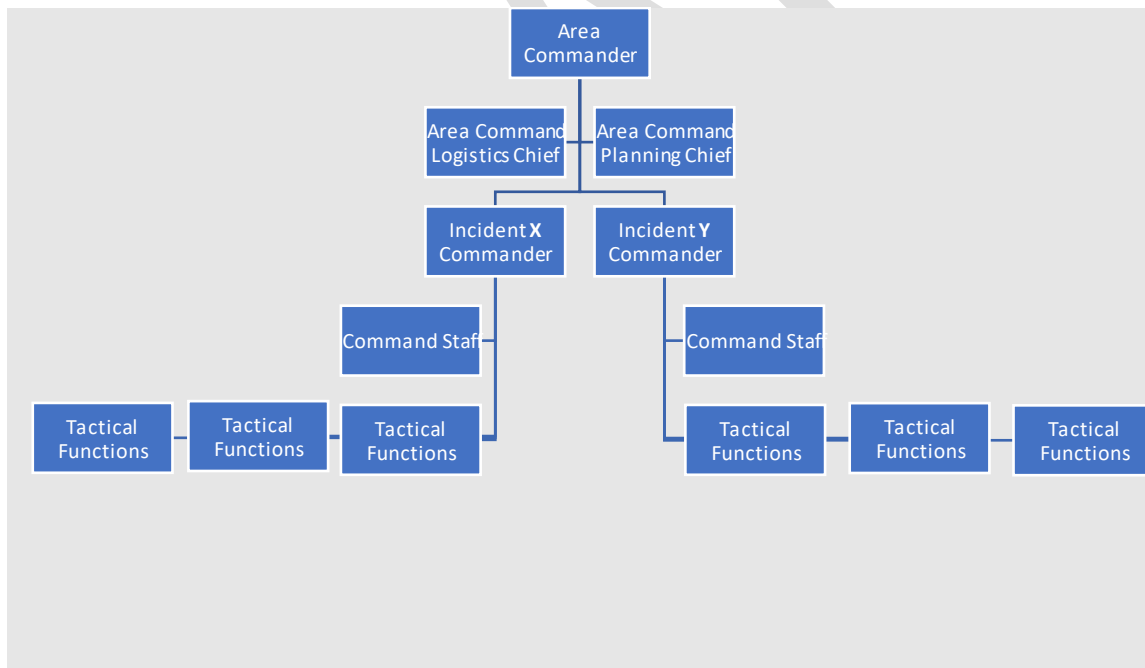 Area
Commander
Area Command
Logistics Chief
Area Command
Planning Chief
Incident X
Commander
Incident Y
Commander
Command Staff
Command Staff
Tactical
Functions
Tactical
Functions
Tactical
Functions
Tactical
Functions
Tactical
Functions
Tactical
Functions